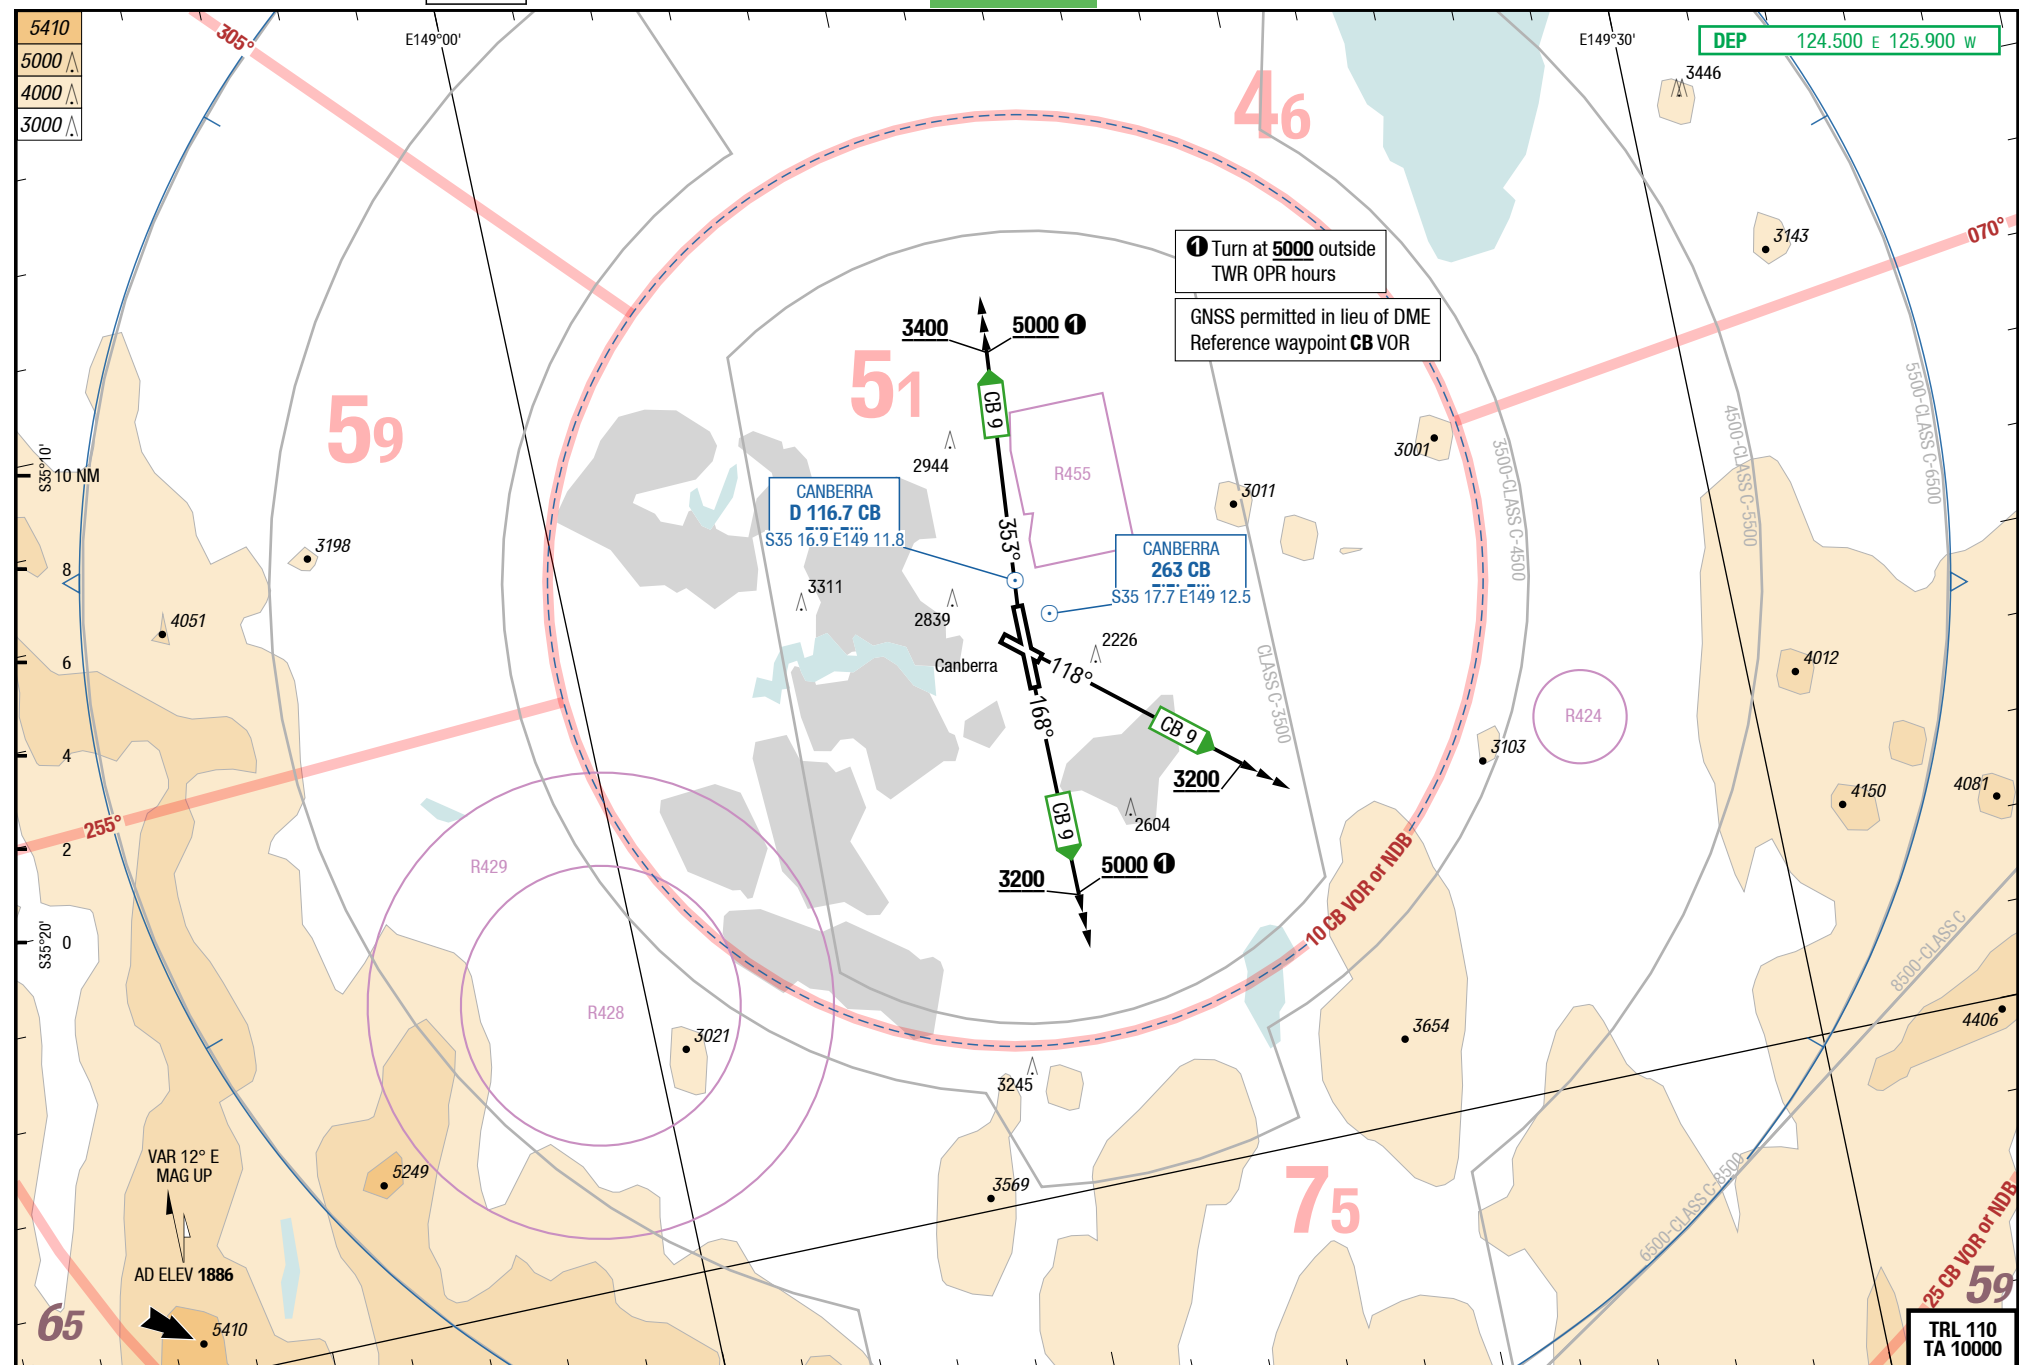 5410
5000
4000
3000
305°
E149°00'
E149°30'
DEP 124.500 E 125.900 W
3446
46
070°
3143
❶ Turn at 5000 outside
TWR OPR hours
GNSS permitted in lieu of DME
Reference waypoint CB VOR
3400
5000 ❶
51
59
CB 9
R455
2944
3001
3011
S35°10'
10 NM
CANBERRA
D 116.7 CB
S35 16.9 E149 11.8
353°
CANBERRA
263 CB
S35 17.7 E149 12.5
5500-CLASS C-6500
4500-CLASS C-5500
3500-CLASS C-4500
CLASS C-3500
3198
8
3311
2839
4051
6
Canberra
2226
118°
168°
4012
R424
CB 9
3200
3103
4
4150
4081
255°
2
R429
CB 9
2604
3200
5000 ❶
10 CB VOR or NDB
S35°20'
0
8500-CLASS C
R428
3021
3654
4406
3245
VAR 12° E
MAG UP
5249
3569
75
6500-CLASS C-8500
AD ELEV 1886
65
5410
25 CB VOR or NDB
59
TRL 110
TA 10000